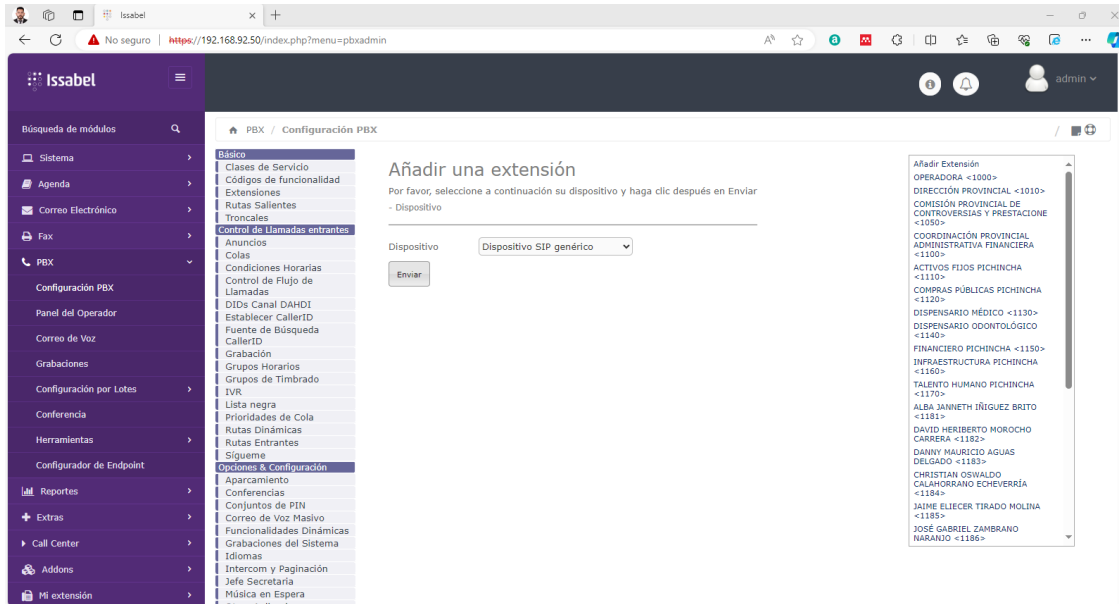 Issabel
No seguro
https://192.168.92.50/index.php?menu=pbxadmin
Issabel
admin
Búsqueda de módulos
Sistema
Agenda
Correo Electrónico
Fax
PBX
Configuración PBX
Panel del Operador
Correo de Voz
Grabaciones
Configuración por Lotes
Conferencia
Herramientas
Configurador de Endpoint
Reportes
Extras
Call Center
Addons
Mi extensión
PBX / Configuración PBX
/
Básico
Clases de Servicio
Códigos de funcionalidad
Extensiones
Rutas Salientes
Troncales
Control de Llamadas entrantes
Anuncios
Colas
Condiciones Horarias
Control de Flujo de
Llamadas
DIDs Canal DAHDI
Establecer CallerID
Fuente de Búsqueda
CallerID
Grabación
Grupos Horarios
Grupos de Timbrado
IVR
Lista negra
Prioridades de Cola
Rutas Dinámicas
Rutas Entrantes
Sígueme
Opciones & Configuración
Aparcamiento
Conferencias
Conjuntos de PIN
Correo de Voz Masivo
Funcionalidades Dinámicas
Grabaciones del Sistema
Idiomas
Intercom y Paginación
Jefe Secretaria
Música en Espera
Añadir una extensión
Por favor, seleccione a continuación su dispositivo y haga clic después en Enviar
- Dispositivo
Dispositivo
Dispositivo SIP genérico
Enviar
Añadir Extensión
OPERADORA <1000>
DIRECCIÓN PROVINCIAL <1010>
COMISIÓN PROVINCIAL DE
CONTROVERSIAS Y PRESTACIONE
<1050>
COORDINACIÓN PROVINCIAL
ADMINISTRATIVA FINANCIERA
<1100>
ACTIVOS FIJOS PICHINCHA
<1110>
COMPRAS PÚBLICAS PICHINCHA
<1120>
DISPENSARIO MÉDICO <1130>
DISPENSARIO ODONTOLÓGICO
<1140>
FINANCIERO PICHINCHA <1150>
INFRAESTRUCTURA PICHINCHA
<1160>
TALENTO HUMANO PICHINCHA
<1170>
ALBA JANNETH IÑIGUEZ BRITO
<1181>
DAVID HERIBERTO MOROCHO
CARRERA <1182>
DANNY MAURICIO AGUAS
DELGADO <1183>
CHRISTIAN OSWALDO
CALAHORRANO ECHEVERRÍA
<1184>
JAIME ELIECER TIRADO MOLINA
<1185>
JOSÉ GABRIEL ZAMBRANO
NARANJO <1186>